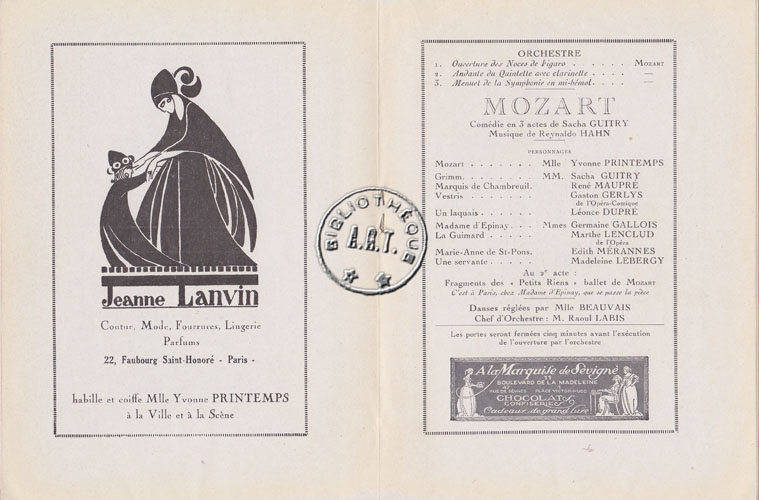 Jeanne Lanvin
Coutur, Mode, Fourrures, Lingerie
Parfums
22, Faubourg Saint-Honoré - Paris -
habille et coiffe Mlle Yvonne PRINTEMPS
à la Ville et à la Scène
BIBLIOTHÈQUE
A.R.T.
ORCHESTRE
1. Ouverture des Noces de Figaro . . . . . MOZART
2. Andante du Quintette avec clarinette . . . . —
3. Menuet de la Symphonie en mi-bémol. . . . . —
MOZART
Comédie en 3 actes de Sacha GUITRY
Musique de Reynaldo HAHN
PERSONNAGES
Mozart . . . . . . . Mlle Yvonne PRINTEMPS
Grimm. . . . . . . . MM. Sacha GUITRY
Marquis de Chambreuil. René MAUPRÉ
Vestris . . . . . . . Gaston GERLYS
de l'Opéra-Comique
Un laquais . . . . . . Léonce DUPRÉ
Madame d'Epinay. . . Mmes Germaine GALLOIS
La Guimard . . . . . Marthe LENCLUD
de l'Opéra
Marie-Anne de St-Pons. Edith MÉRANNES
Une servante . . . . . Madeleine LEBERGY
Au 2e acte :
Fragments des « Petits Riens » ballet de MOZART
C'est à Paris, chez Madame d'Epinay, que se passe la pièce
Danses réglées par Mlle BEAUVAIS
Chef d'Orchestre : M. Raoul LABIS
Les portes seront fermées cinq minutes avant l'exécution
de l'ouverture par l'orchestre
A la Marquise de Sévigné
11
BOULEVARD DE LA MADELEINE
CHOCOLATS
CONFISERIES
Cadeaux de grand luxe